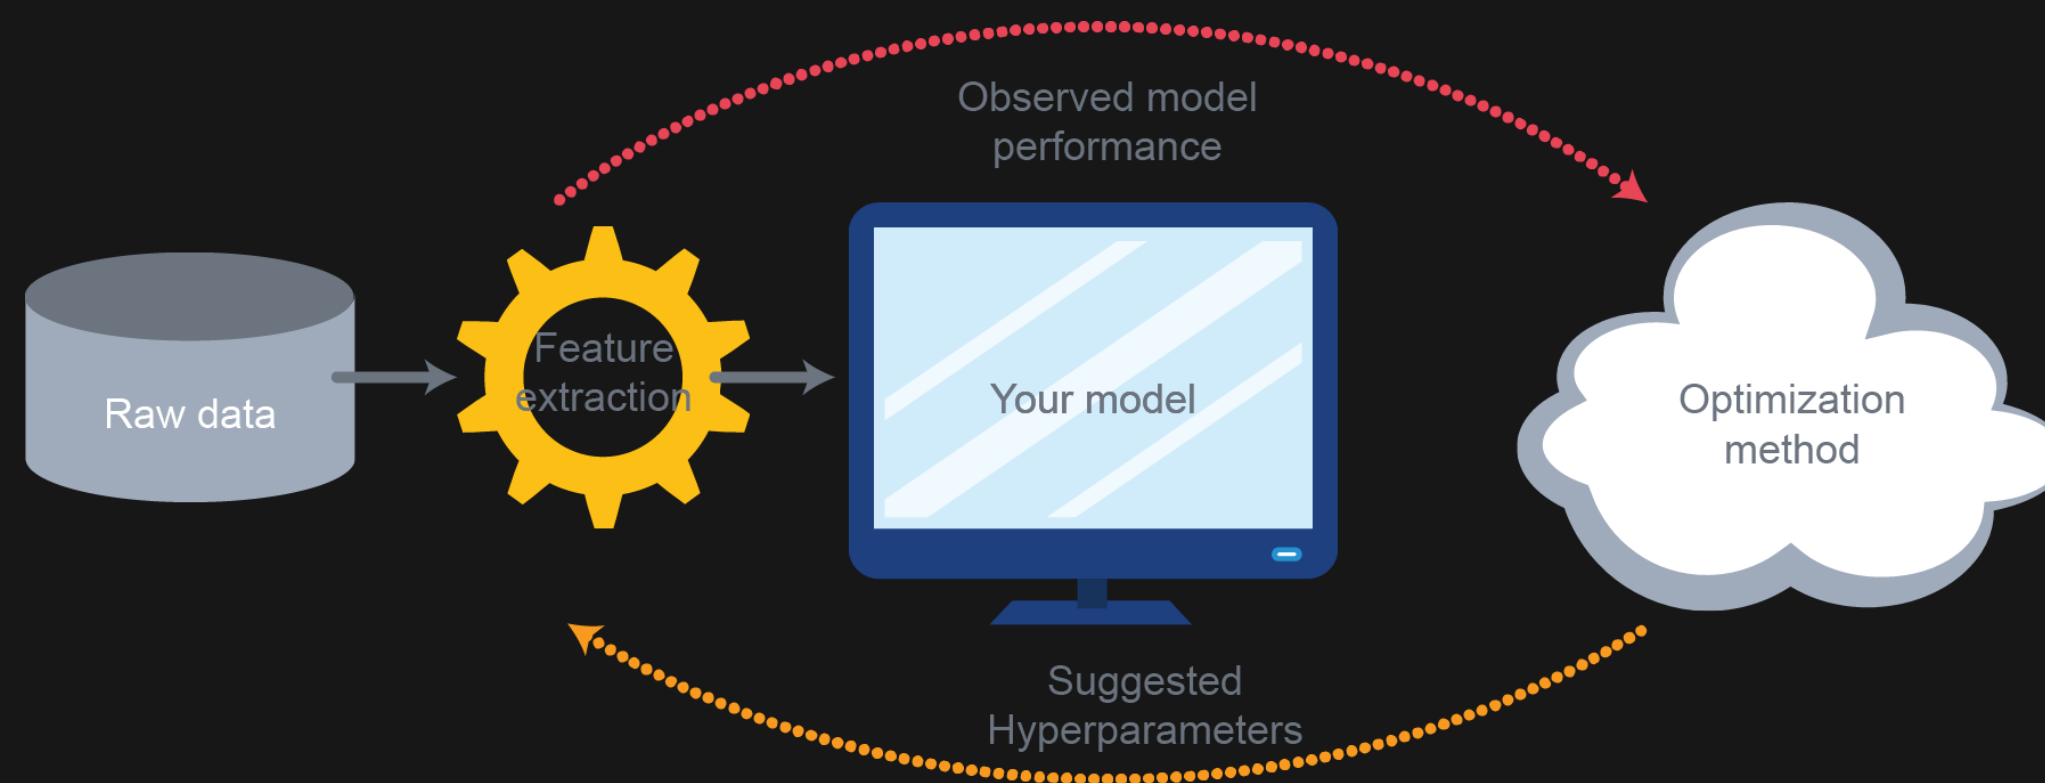 Observed model
performance
Raw data
Feature
extraction
Your model
Optimization
method
Suggested
Hyperparameters